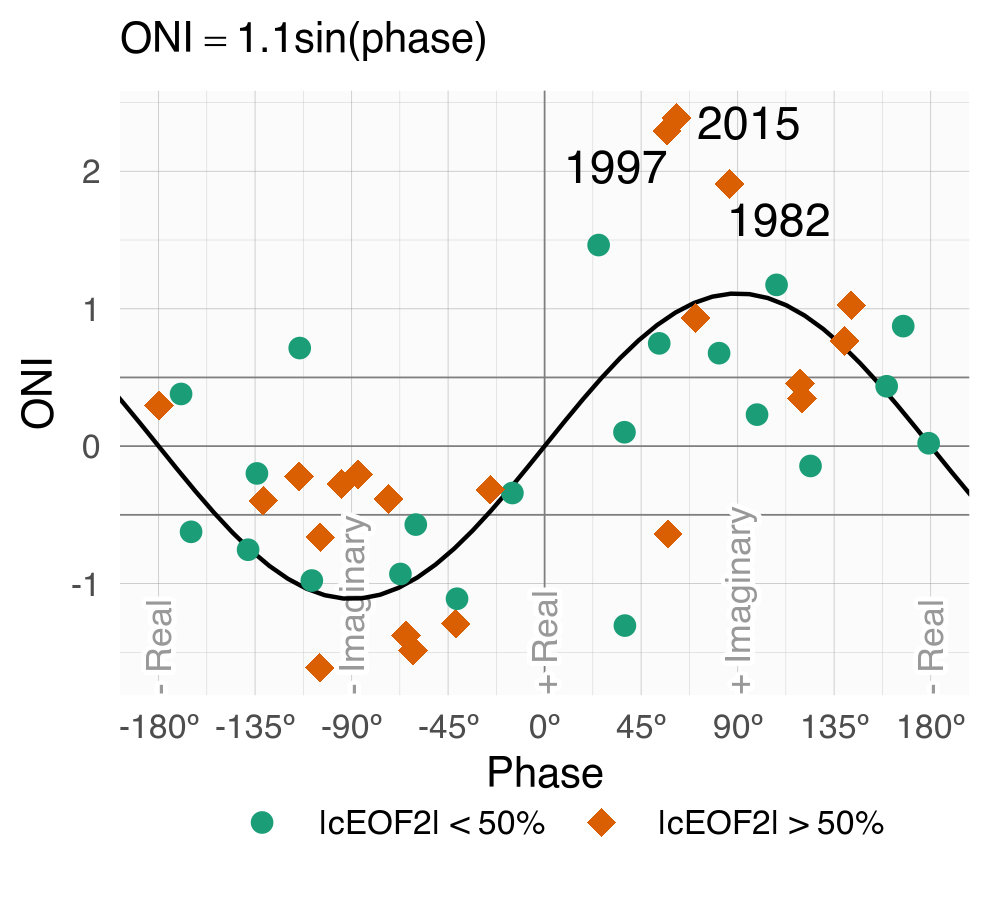 ONI = 1.1sin(phase)
2015
1997
1982
2
1
0
-1
ONI
- Real
- Imaginary
+ Real
+ Imaginary
- Real
-180º -135º -90º -45º 0º 45º 90º 135º 180º
Phase
|cEOF2| < 50% |cEOF2| > 50%